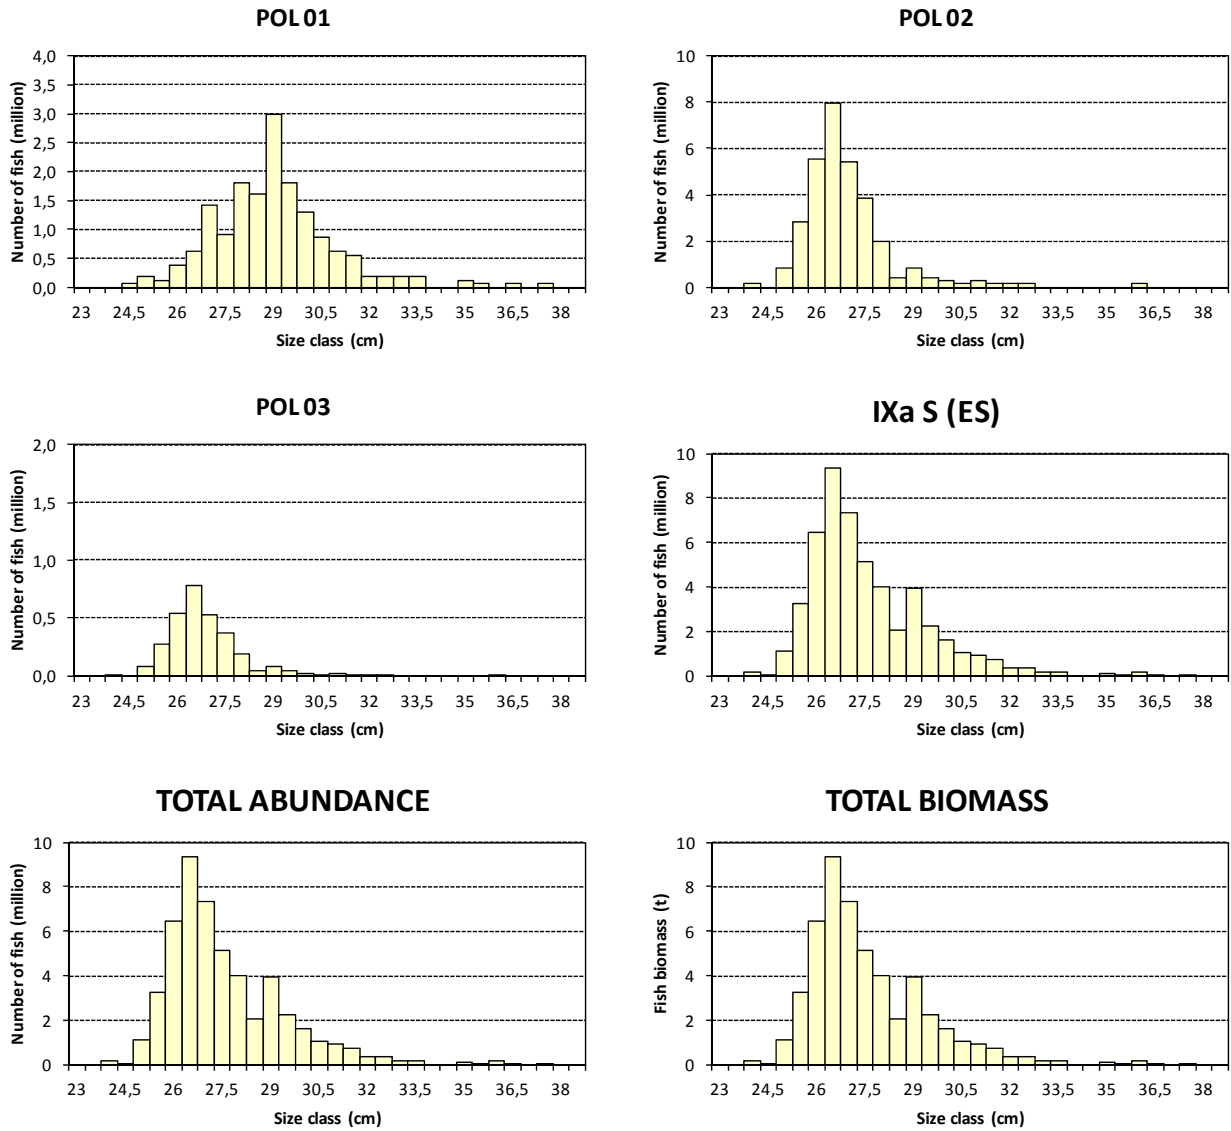 POL 01
4,0
3,5
3,0
2,5
2,0
1,5
1,0
0,5
0,0
Number of fish (million)
23 24,5 26 27,5 29 30,5 32 33,5 35 36,5 38
Size class (cm)
POL 02
10
8
6
4
2
0
Number of fish (million)
23 24,5 26 27,5 29 30,5 32 33,5 35 36,5 38
Size class (cm)
POL 03
2,0
1,5
1,0
0,5
0,0
Number of fish (million)
23 24,5 26 27,5 29 30,5 32 33,5 35 36,5 38
Size class (cm)
IXa S (ES)
10
8
6
4
2
0
Number of fish (million)
23 24,5 26 27,5 29 30,5 32 33,5 35 36,5 38
Size class (cm)
TOTAL ABUNDANCE
10
8
6
4
2
0
Number of fish (million)
23 24,5 26 27,5 29 30,5 32 33,5 35 36,5 38
Size class (cm)
TOTAL BIOMASS
10
8
6
4
2
0
Fish biomass (t)
23 24,5 26 27,5 29 30,5 32 33,5 35 36,5 38
Size class (cm)